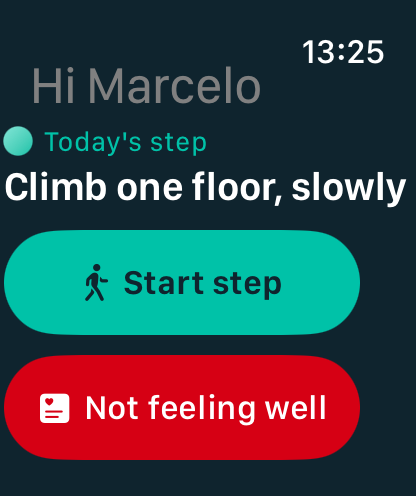 13:25
Hi Marcelo
Today's step
Climb one floor, slowly
Start step
Not feeling well